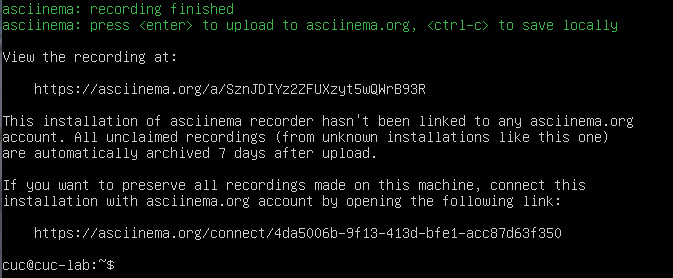 asciinema: recording finished
asciinema: press <enter> to upload to asciinema.org, <ctrl-c> to save locally
View the recording at:
https://asciinema.org/a/SznJDIYz2ZFUXzyt5wQWrB93R
This installation of asciinema recorder hasn't been linked to any asciinema.org
account. All unclaimed recordings (from unknown installations like this one)
are automatically archived 7 days after upload.
If you want to preserve all recordings made on this machine, connect this
installation with asciinema.org account by opening the following link:
https://asciinema.org/connect/4da5006b-9f13-413d-bfe1-acc87d63f350
cuc@cuc-lab:~$